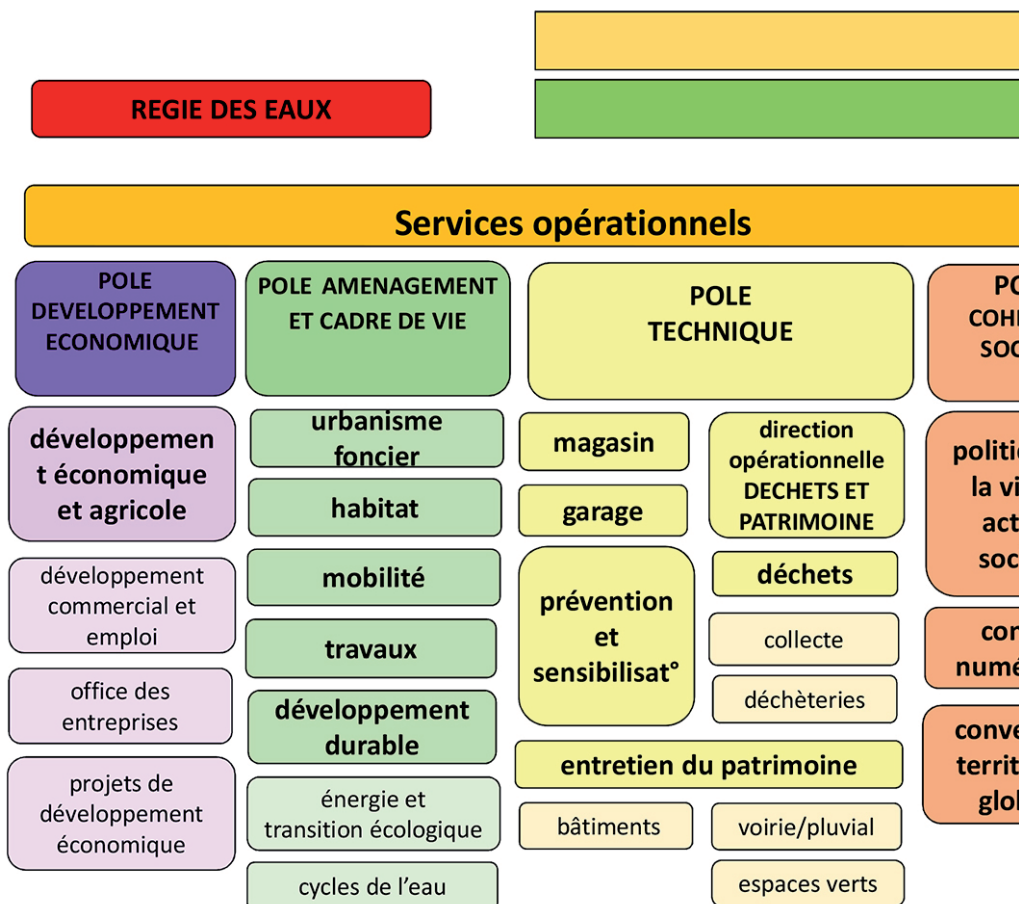 REGIE DES EAUX
Services opérationnels
POLE
DEVELOPPEMENT
ECONOMIQUE
développemen
t économique
et agricole
développement
commercial et
emploi
office des
entreprises
projets de
développement
économique
POLE AMENAGEMENT
ET CADRE DE VIE
urbanisme
foncier
habitat
mobilité
travaux
développement
durable
énergie et
transition écologique
cycles de l’eau
POLE
TECHNIQUE
magasin
garage
prévention
et
sensibilisat°
direction
opérationnelle
DECHETS ET
PATRIMOINE
déchets
collecte
déchèteries
entretien du patrimoine
bâtiments
voirie/pluvial
espaces verts